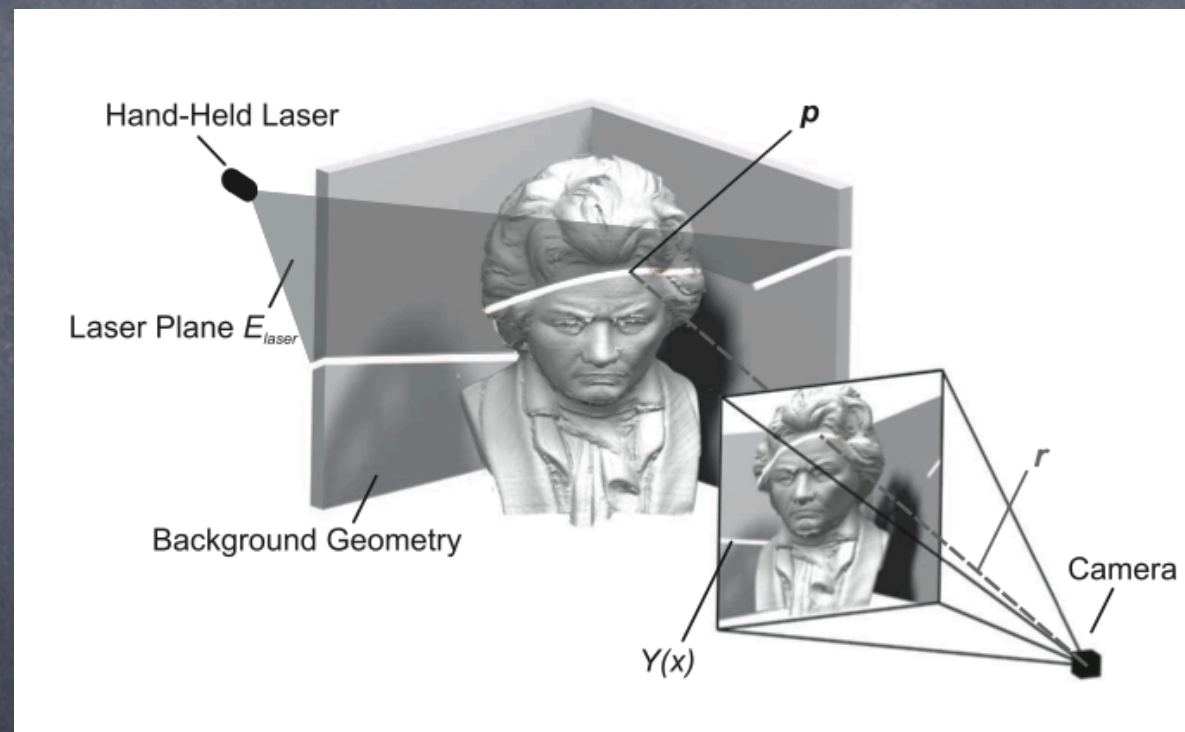 Hand-Held Laser
p
Laser Plane E_laser
Background Geometry
r
Camera
Y(x)